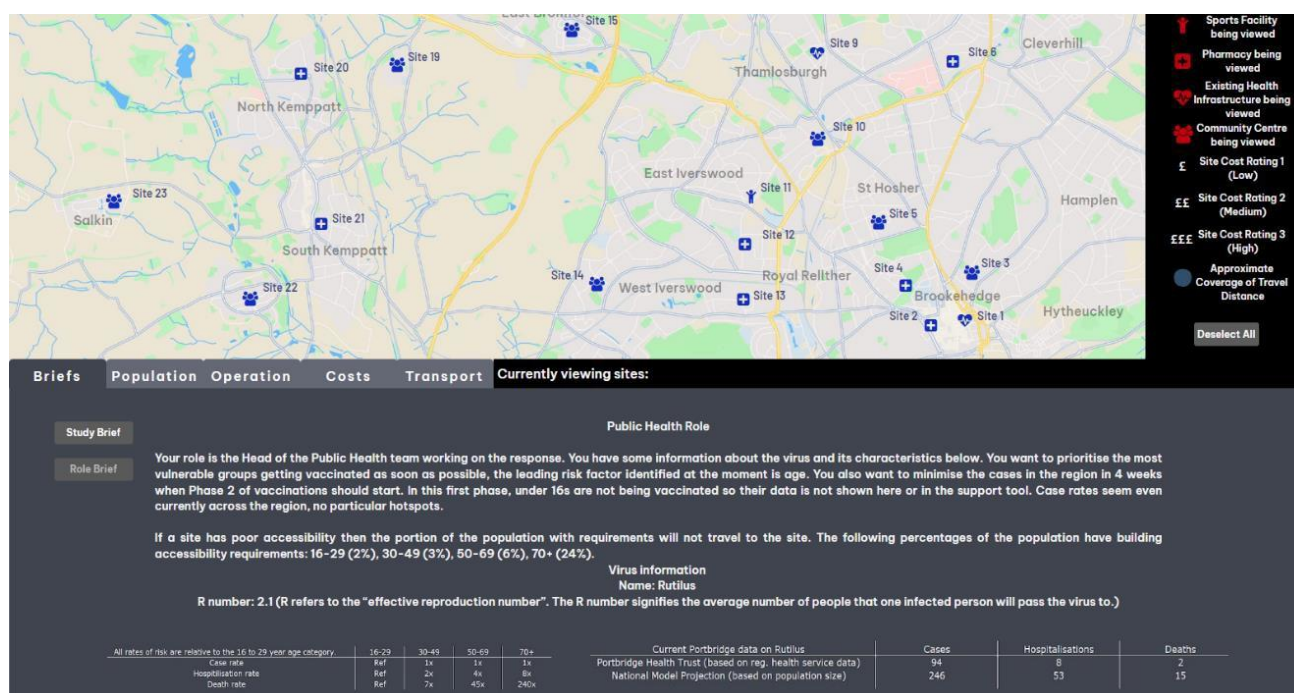 Site 15
Site 9
Site 6
Cleverhill
Site 20
Site 19
Thamlosburgh
North Kemppatt
Site 10
East Iverswood
Site 11
St Hosher
Hamplen
Site 23
Salkin
Site 21
Site 5
South Kemppatt
Site 12
Site 14
West Iverswood
Royal Rellther
Site 4
Site 3
Site 22
Site 13
Brookehedge
Site 2
Site 1
Hytheuckley
Sports Facility
being viewed
Pharmacy being
viewed
Existing Health
Infrastructure being
viewed
Community Centre
being viewed
£ Site Cost Rating 1
(Low)
££ Site Cost Rating 2
(Medium)
£££ Site Cost Rating 3
(High)
Approximate
Coverage of Travel
Distance
Deselect All
Briefs Population Operation Costs Transport Currently viewing sites:
Study Brief
Role Brief
Public Health Role
Your role is the Head of the Public Health team working on the response. You have some information about the virus and its characteristics below. You want to prioritise the most
vulnerable groups getting vaccinated as soon as possible, the leading risk factor identified at the moment is age. You also want to minimise the cases in the region in 4 weeks
when Phase 2 of vaccinations should start. In this first phase, under 16s are not being vaccinated so their data is not shown here or in the support tool. Case rates seem even
currently across the region, no particular hotspots.
If a site has poor accessibility then the portion of the population with requirements will not travel to the site. The following percentages of the population have building
accessibility requirements: 16-29 (2%), 30-49 (3%), 50-69 (6%), 70+ (24%).
Virus information
Name: Rutilus
R number: 2.1 (R refers to the “effective reproduction number”. The R number signifies the average number of people that one infected person will pass the virus to.)
All rates of risk are relative to the 16 to 29 year age category. 16-29 30-49 50-69 70+
Case rate Ref 1x 1x 1x
Hospitilisation rate Ref 2x 4x 8x
Death rate Ref 7x 45x 240x
Current Portbridge data on Rutilus Cases Hospitalisations Deaths
Portbridge Health Trust (based on reg. health service data) 94 8 2
National Model Projection (based on population size) 246 53 15